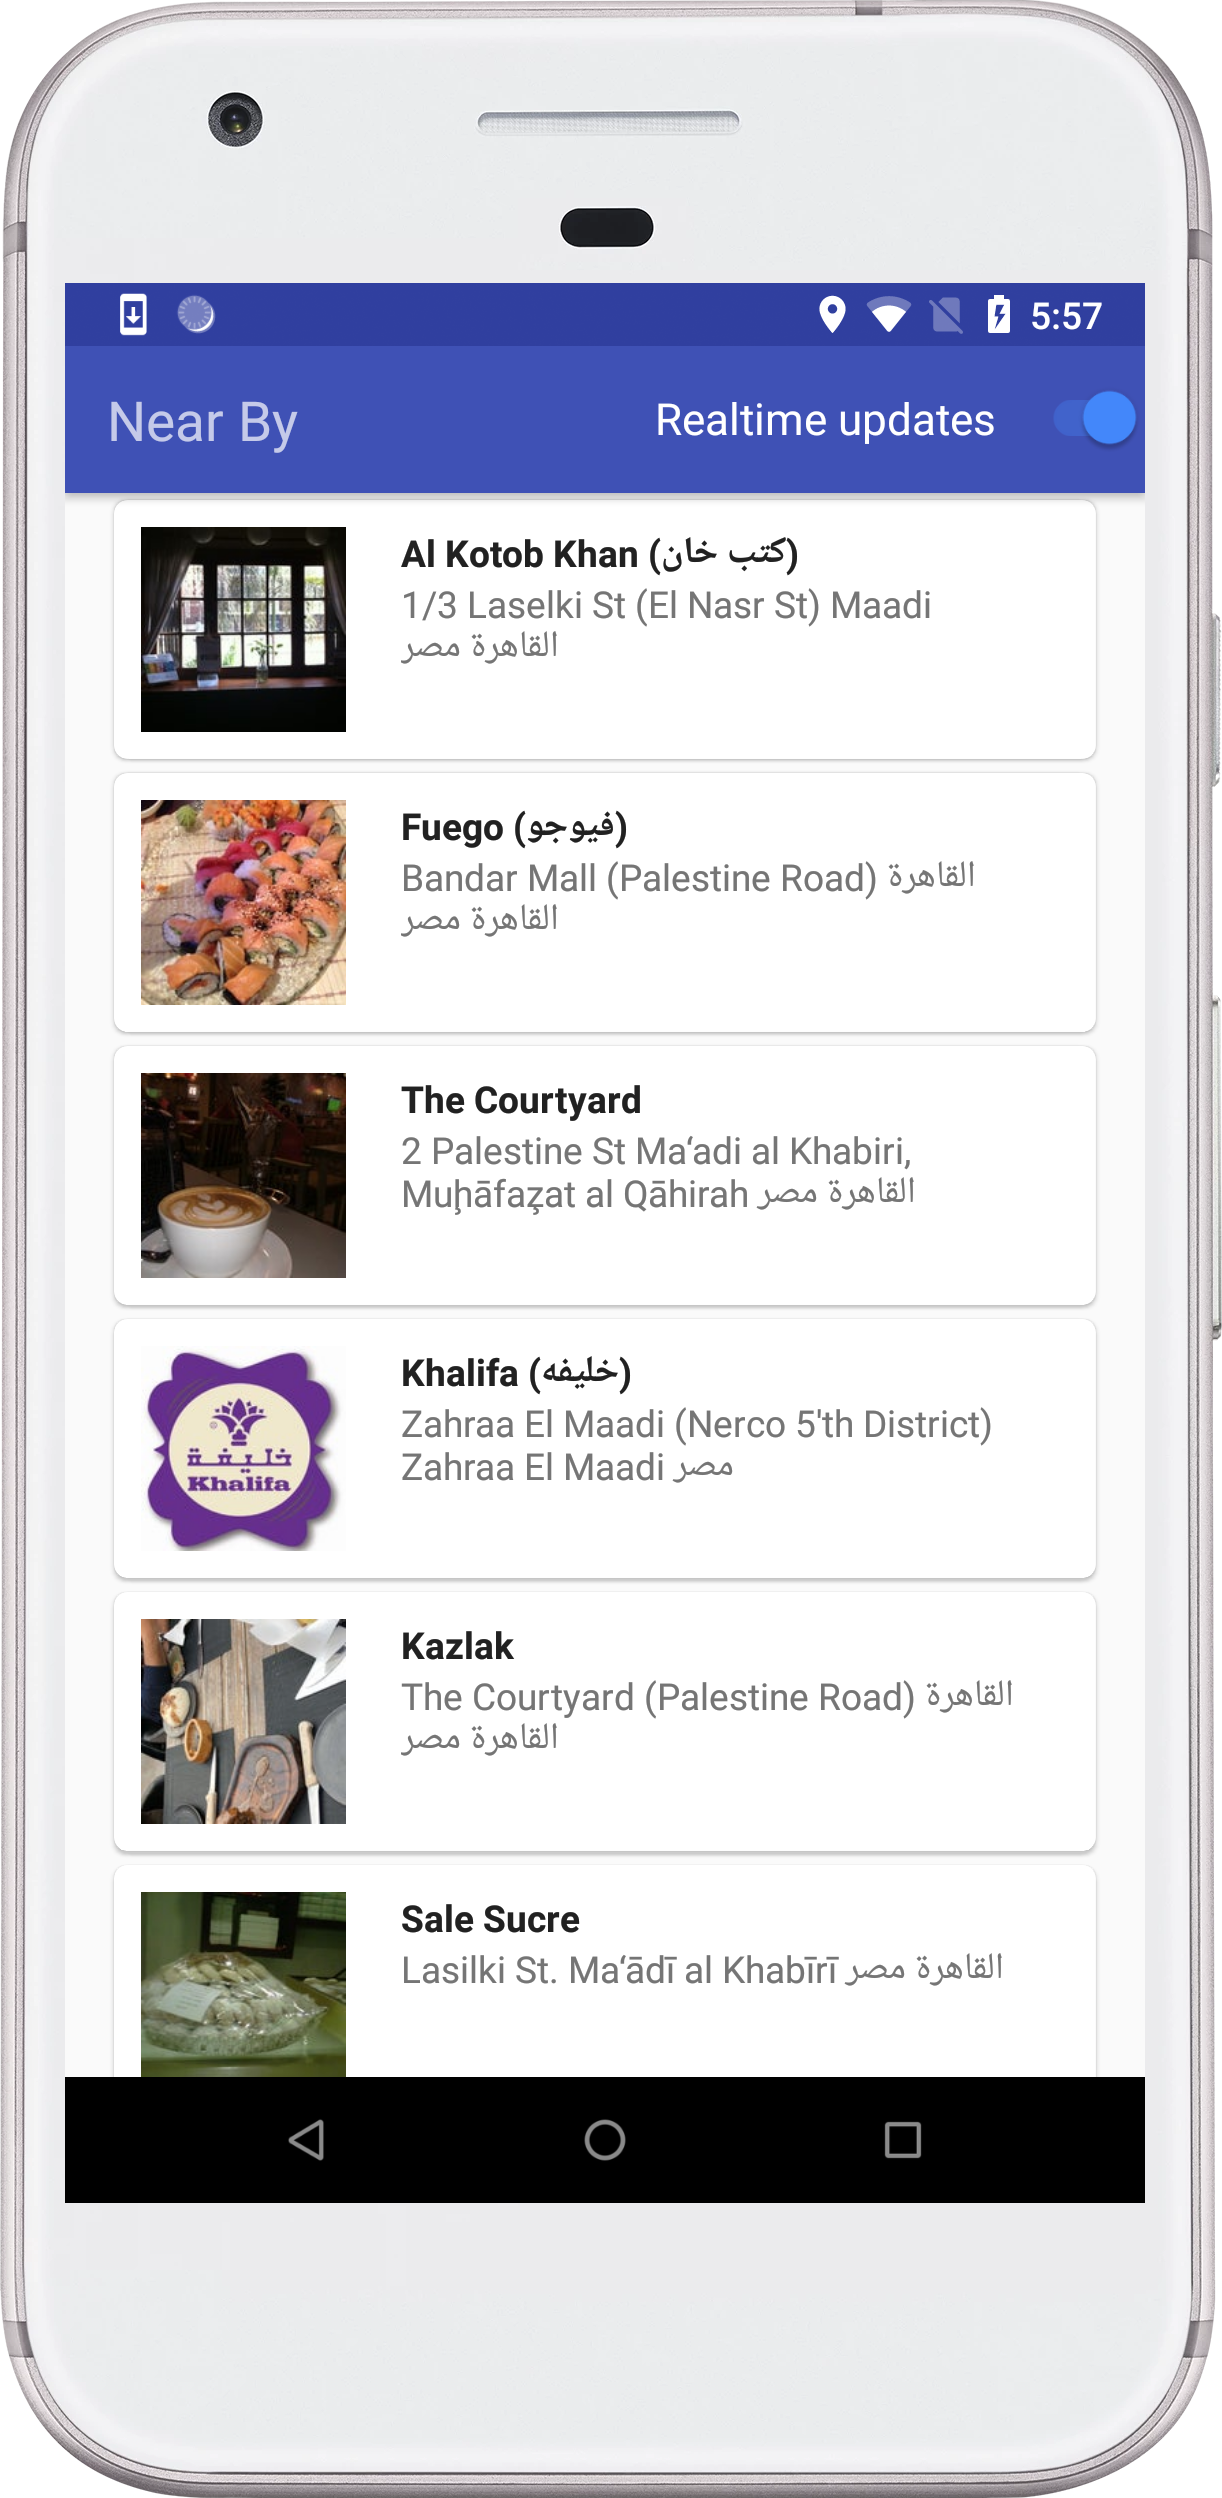 5:57
Near By
Realtime updates
Al Kotob Khan (كتب خان)
1/3 Laselki St (El Nasr St) Maadi
القاهرة مصر
Fuego (فيوجو)
Bandar Mall (Palestine Road) القاهرة
القاهرة مصر
The Courtyard
2 Palestine St Ma‘adi al Khabiri,
Muḩāfaz̧at al Qāhirah القاهرة مصر
Khalifa (خليفه)
Zahraa El Maadi (Nerco 5'th District)
Zahraa El Maadi مصر
خليفة
Khalifa
Kazlak
The Courtyard (Palestine Road) القاهرة
القاهرة مصر
Sale Sucre
Lasilki St. Ma‘ādī al Khabīrī القاهرة مصر